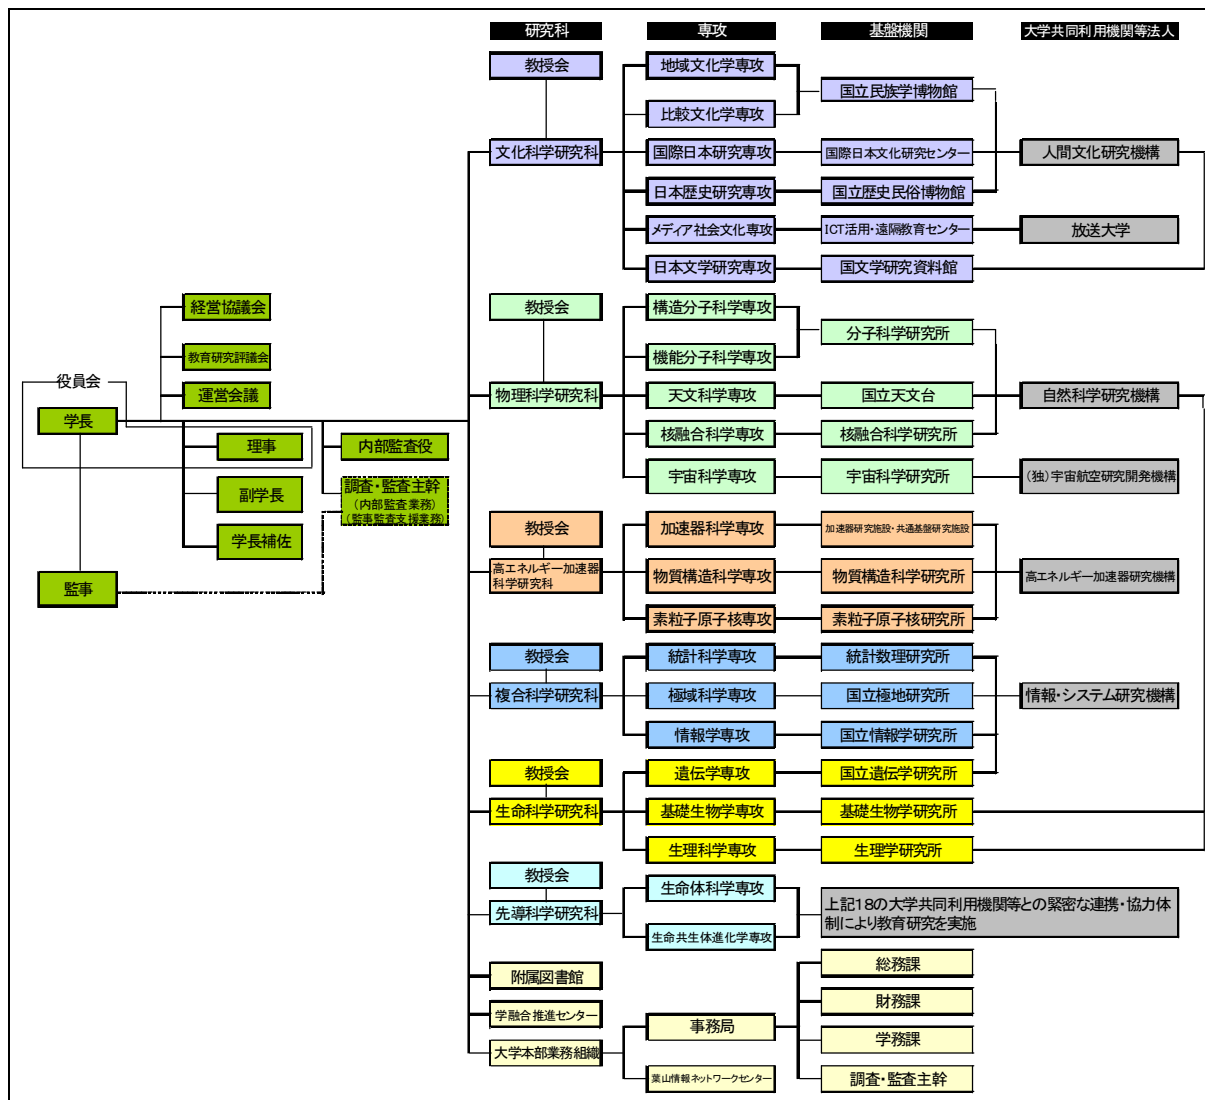 研究科
専攻
基盤機関
大学共同利用機関等法人
教授会
文化科学研究科
地域文化学専攻
比較文化学専攻
国立民族学博物館
国際日本研究専攻
国際日本文化研究センター
人間文化研究機構
日本歴史研究専攻
国立歴史民俗博物館
メディア社会文化専攻
ICT活用・遠隔教育センター
放送大学
日本文学研究専攻
国文学研究資料館
経営協議会
教育研究評議会
運営会議
役員会
学長
理事
副学長
学長補佐
監事
内部監査役
調査・監査主幹
(内部監査業務)
(監事監査支援業務)
教授会
物理科学研究科
構造分子科学専攻
機能分子科学専攻
分子科学研究所
天文科学専攻
国立天文台
自然科学研究機構
核融合科学専攻
核融合科学研究所
宇宙科学専攻
宇宙科学研究所
(独)宇宙航空研究開発機構
教授会
高エネルギー加速器
科学研究科
加速器科学専攻
加速器研究施設・共通基盤研究施設
物質構造科学専攻
物質構造科学研究所
高エネルギー加速器研究機構
素粒子原子核専攻
素粒子原子核研究所
教授会
複合科学研究科
統計科学専攻
統計数理研究所
極域科学専攻
国立極地研究所
情報・システム研究機構
情報学専攻
国立情報学研究所
教授会
生命科学研究科
遺伝学専攻
国立遺伝学研究所
基礎生物学専攻
基礎生物学研究所
生理科学専攻
生理学研究所
教授会
先導科学研究科
生命体科学専攻
生命共生体進化学専攻
上記18の大学共同利用機関等との緊密な連携・協力体
制により教育研究を実施
附属図書館
学融合推進センター
大学本部業務組織
事務局
葉山情報ネットワークセンター
総務課
財務課
学務課
調査・監査主幹